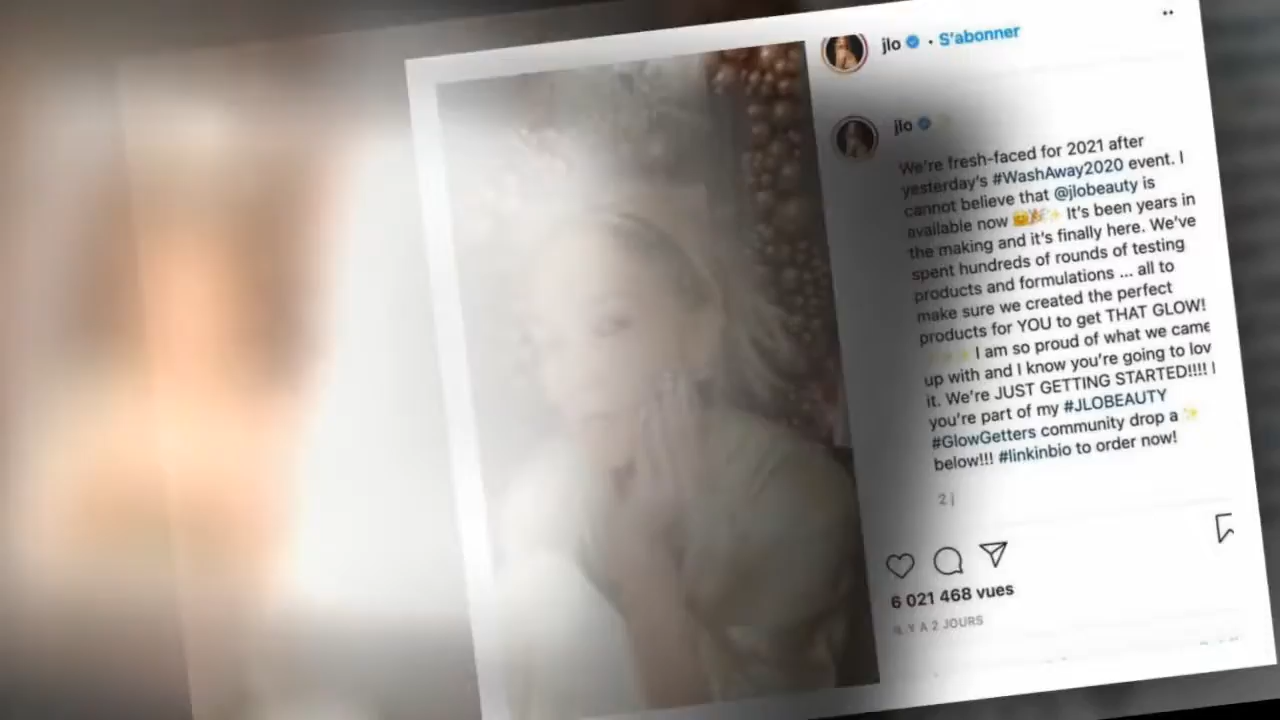 jlo • S'abonner
jlo
We're fresh-faced for 2021 after
yesterday's #WashAway2020 event. I
cannot believe that @jlobeauty is
available now 😀🎉✨ It's been years in
the making and it's finally here. We've
spent hundreds of rounds of testing
products and formulations ... all to
make sure we created the perfect
products for YOU to get THAT GLOW!
✨✨✨ I am so proud of what we came
up with and I know you're going to lov
it. We're JUST GETTING STARTED!!!! I
you're part of my #JLOBEAUTY
#GlowGetters community drop a ✨
below!!! #linkinbio to order now!
2 j
6 021 468 vues
IL Y A 2 JOURS